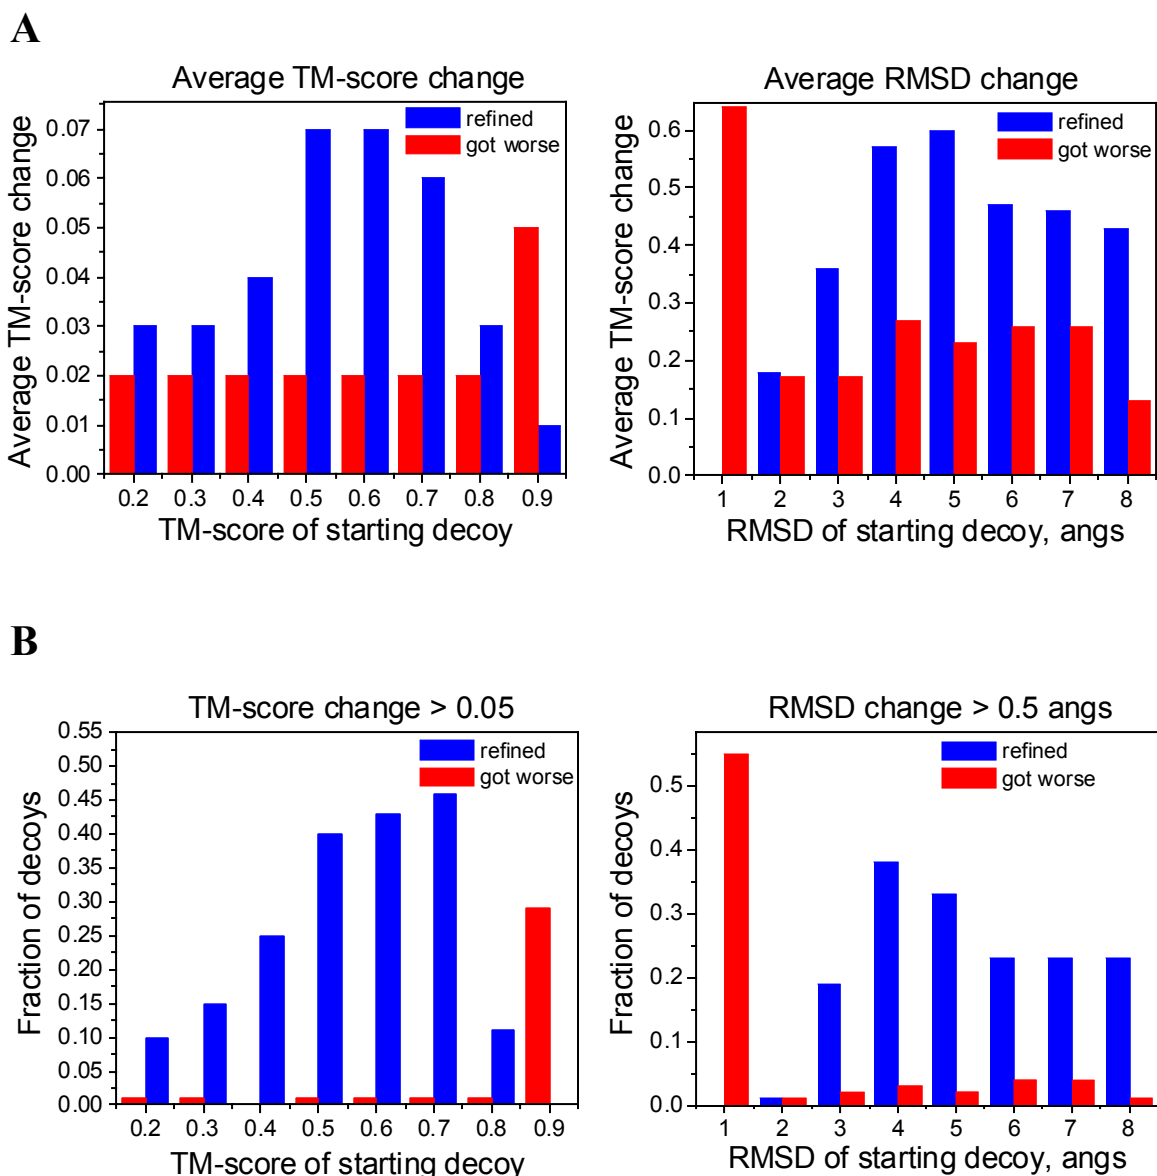 A
Average TM-score change
Average TM-score change
0.07
0.06
0.05
0.04
0.03
0.02
0.01
0.00
refined
got worse
0.2 0.3 0.4 0.5 0.6 0.7 0.8 0.9
TM-score of starting decoy
Average RMSD change
Average TM-score change
0.6
0.5
0.4
0.3
0.2
0.1
0.0
refined
got worse
1 2 3 4 5 6 7 8
RMSD of starting decoy, angs
B
TM-score change > 0.05
Fraction of decoys
0.55
0.50
0.45
0.40
0.35
0.30
0.25
0.20
0.15
0.10
0.05
0.00
refined
got worse
0.2 0.3 0.4 0.5 0.6 0.7 0.8 0.9
TM-score of starting decoy
RMSD change > 0.5 angs
Fraction of decoys
0.5
0.4
0.3
0.2
0.1
0.0
refined
got worse
1 2 3 4 5 6 7 8
RMSD of starting decoy, angs